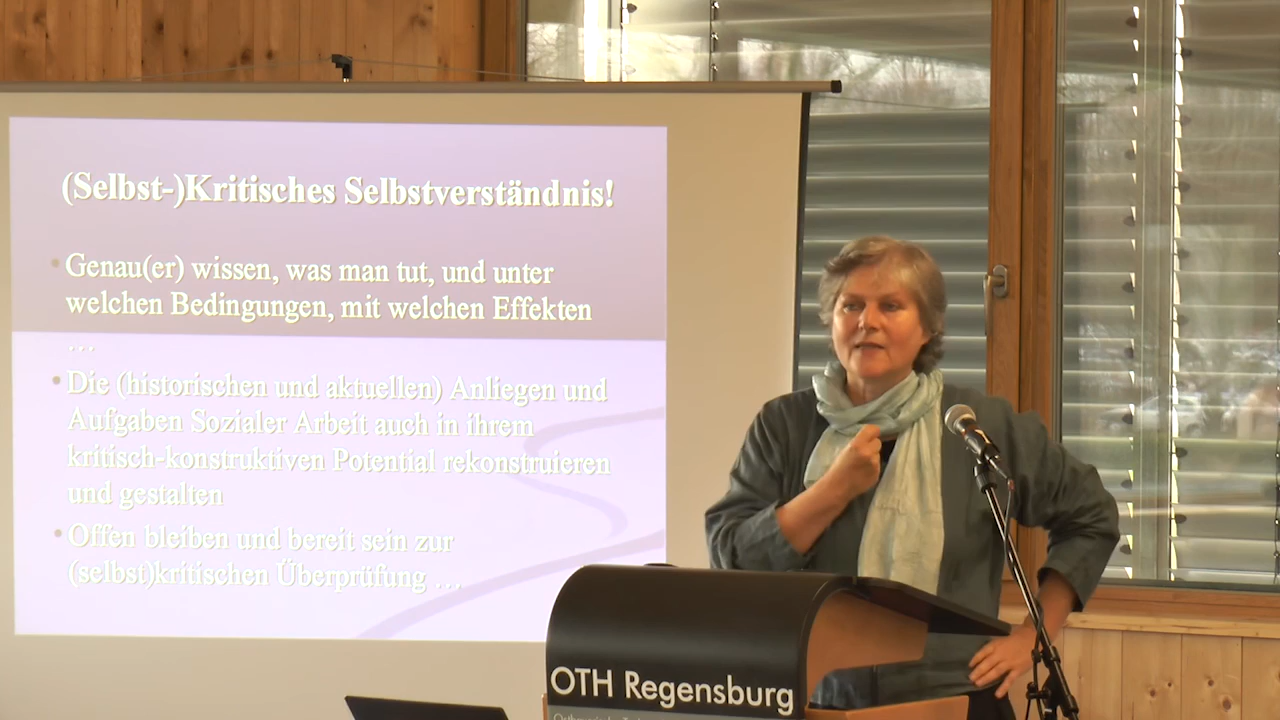 (Selbst-)Kritisches Selbstverständnis!
Genau(er) wissen, was man tut, und unter
welchen Bedingungen, mit welchen Effekten
…
Die (historischen und aktuellen) Anliegen und
Aufgaben Sozialer Arbeit auch in ihrem
kritisch-konstruktiven Potential rekonstruieren
und gestalten
Offen bleiben und bereit sein zur
(selbst)kritischen Überprüfung …
OTH Regensburg